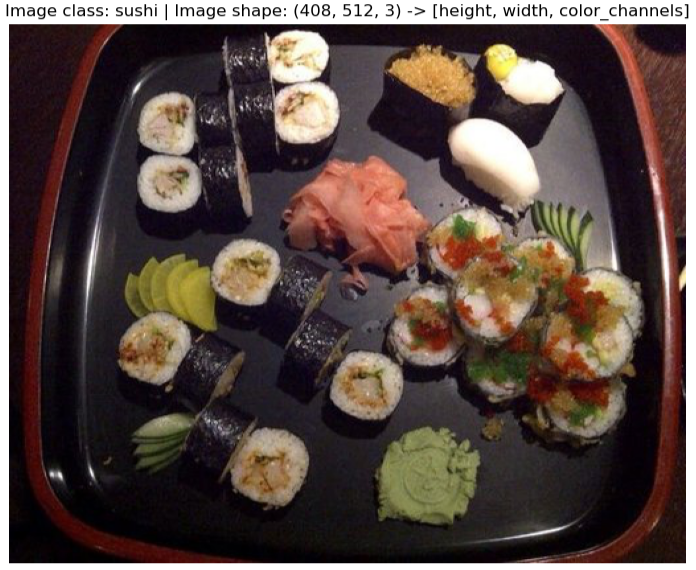 Image class: sushi | Image shape: (408, 512, 3) -> [height, width, color_channels]